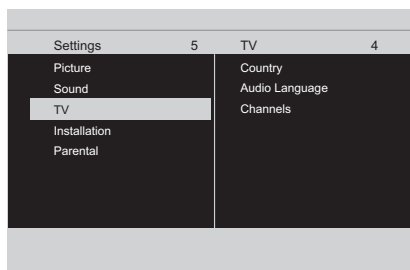 Settings 5 TV 4
Picture Country
Sound Audio Language
TV Channels
Installation
Parental